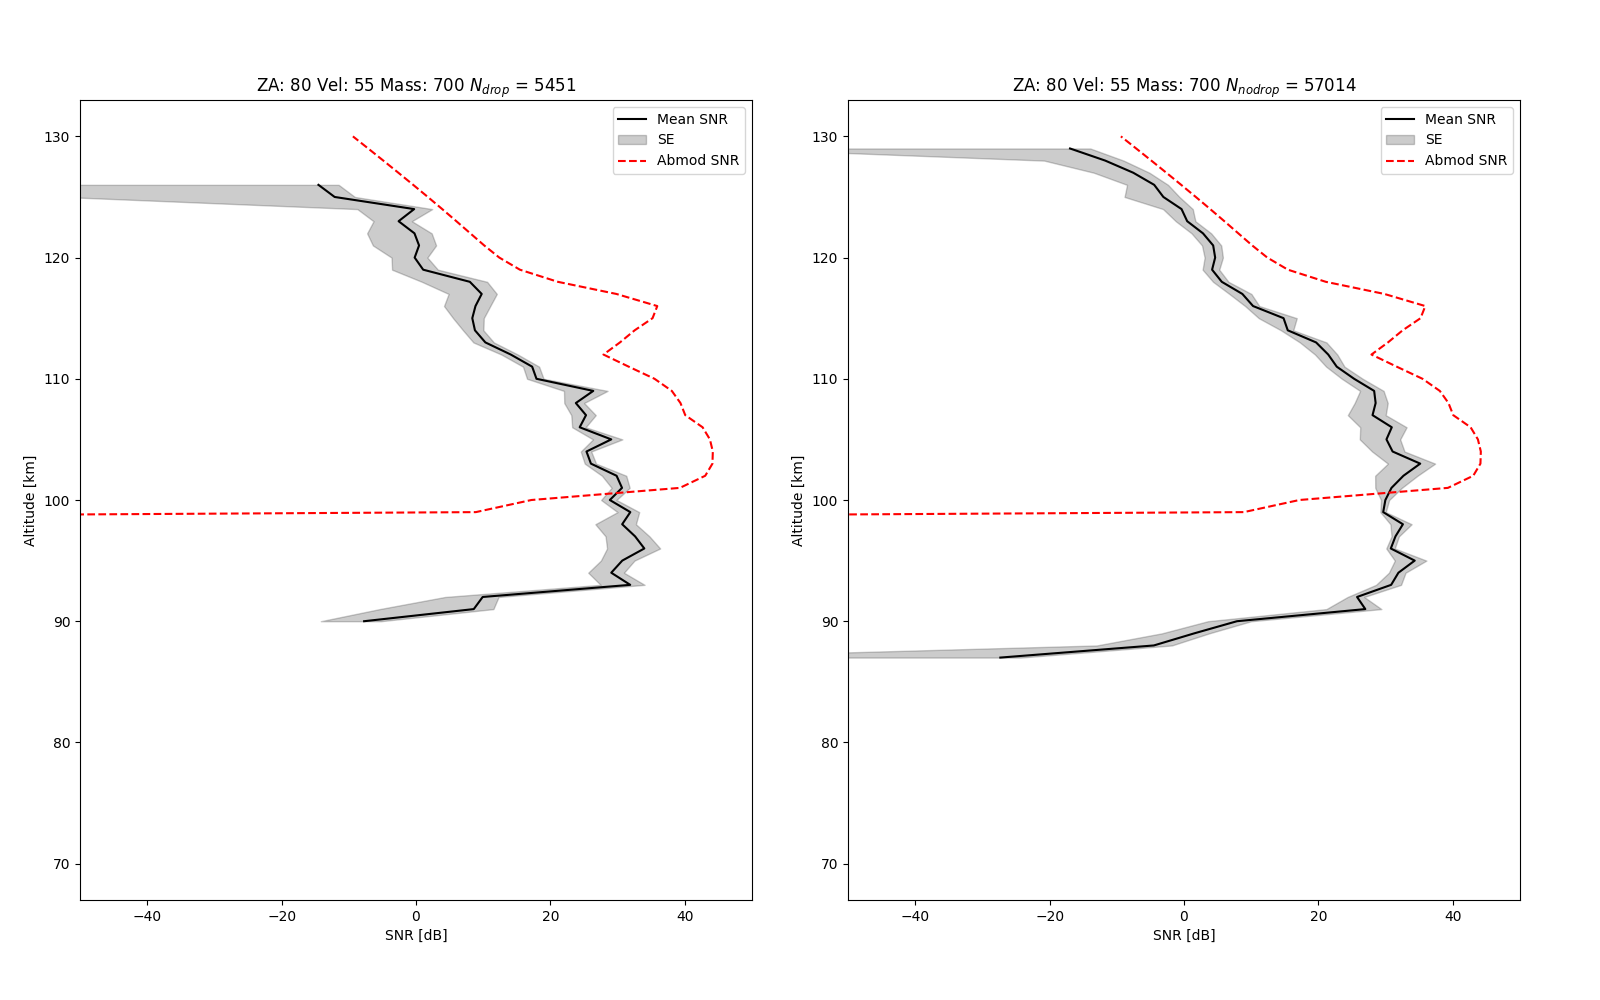 ZA: 80 Vel: 55 Mass: 700 N_drop = 5451
Mean SNR
SE
Abmod SNR
130
120
110
100
90
80
70
Altitude [km]
−40
−20
0
20
40
SNR [dB]
ZA: 80 Vel: 55 Mass: 700 N_nodrop = 57014
Mean SNR
SE
Abmod SNR
130
120
110
100
90
80
70
Altitude [km]
−40
−20
0
20
40
SNR [dB]